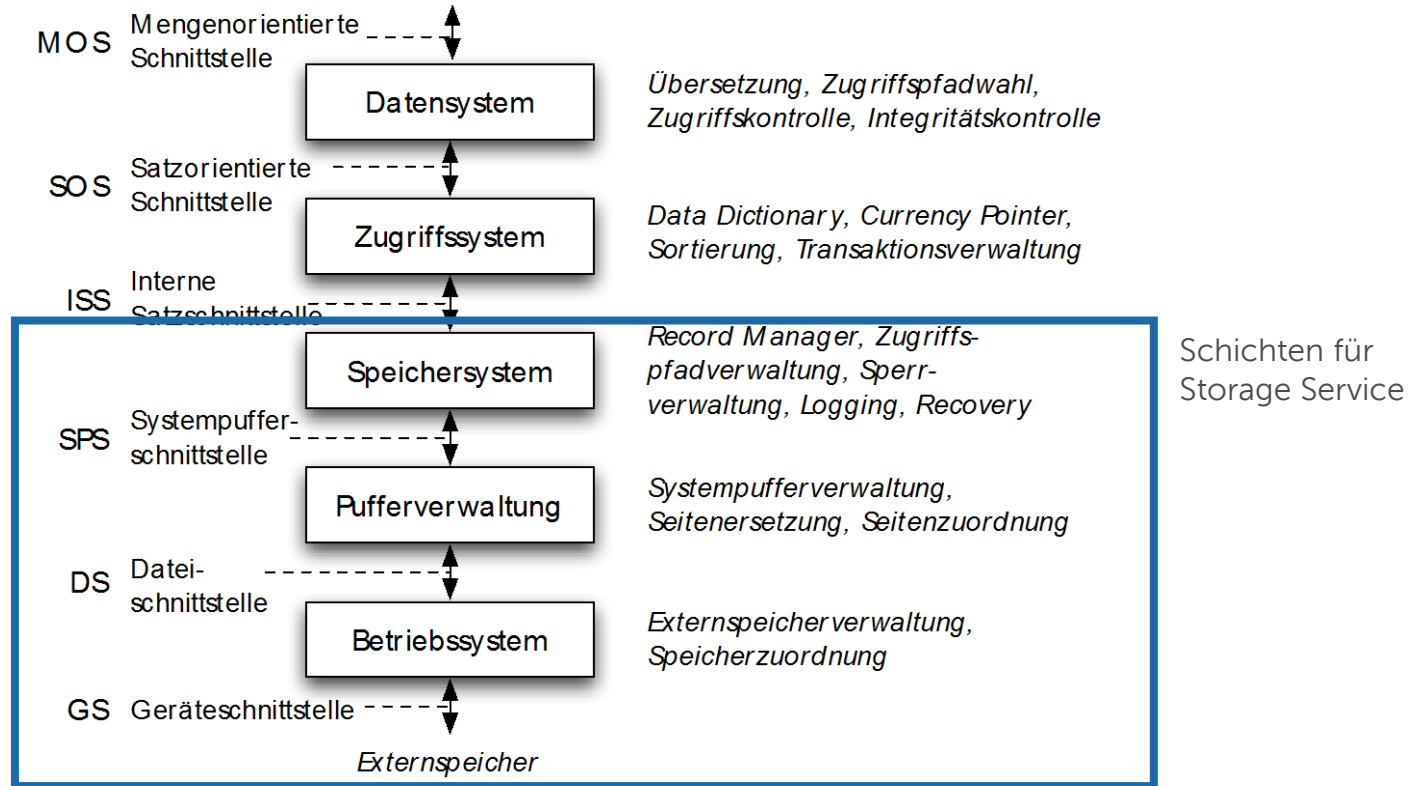 MOS
Mengenorientierte
Schnittstelle
Datensystem
Übersetzung, Zugriffspfadwahl,
Zugriffskontrolle, Integritätskontrolle
SOS
Satzorientierte
Schnittstelle
Zugriffssystem
Data Dictionary, Currency Pointer,
Sortierung, Transaktionsverwaltung
ISS
Interne
Satzschnittstelle
Speichersystem
Record Manager, Zugriffs-
pfadverwaltung, Sperr-
verwaltung, Logging, Recovery
Schichten für
Storage Service
SPS
Systempuffer-
schnittstelle
Pufferverwaltung
Systempufferverwaltung,
Seitenersetzung, Seitenzuordnung
DS
Datei-
schnittstelle
Betriebssystem
Externspeicherverwaltung,
Speicherzuordnung
GS
Geräteschnittstelle
Externspeicher